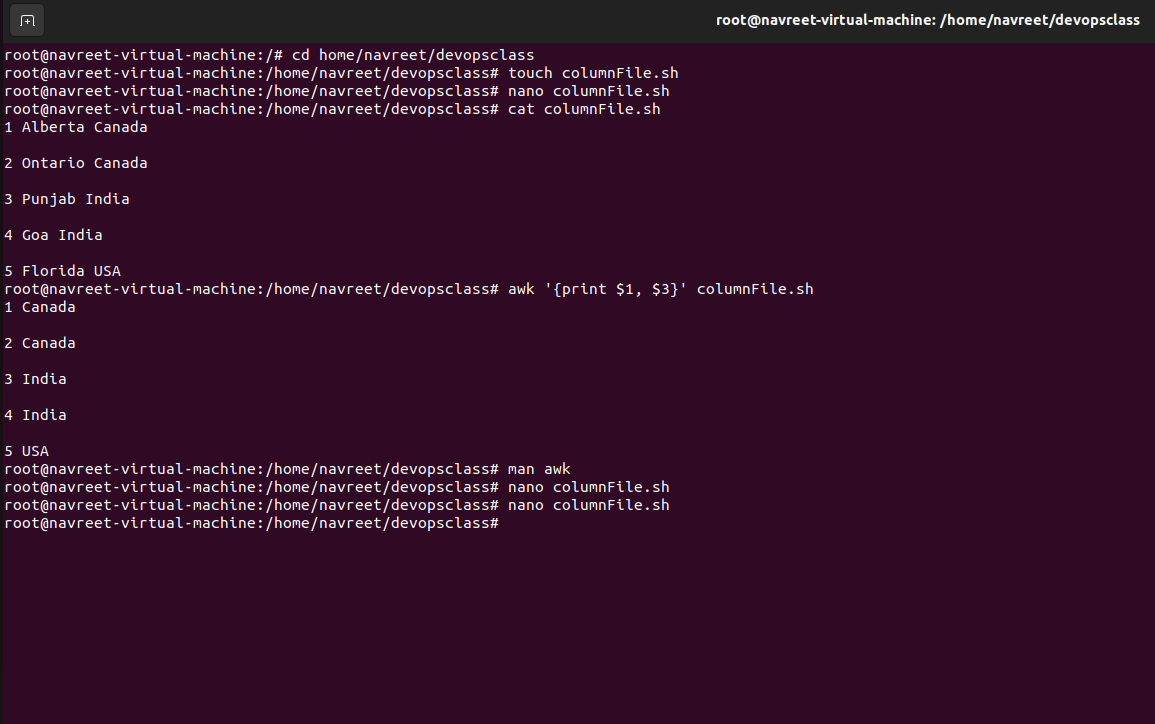 root@navreet-virtual-machine: /home/navreet/devopsclass
root@navreet-virtual-machine:/# cd home/navreet/devopsclass
root@navreet-virtual-machine:/home/navreet/devopsclass# touch columnFile.sh
root@navreet-virtual-machine:/home/navreet/devopsclass# nano columnFile.sh
root@navreet-virtual-machine:/home/navreet/devopsclass# cat columnFile.sh
1 Alberta Canada
2 Ontario Canada
3 Punjab India
4 Goa India
5 Florida USA
root@navreet-virtual-machine:/home/navreet/devopsclass# awk '{print $1, $3}' columnFile.sh
1 Canada
2 Canada
3 India
4 India
5 USA
root@navreet-virtual-machine:/home/navreet/devopsclass# man awk
root@navreet-virtual-machine:/home/navreet/devopsclass# nano columnFile.sh
root@navreet-virtual-machine:/home/navreet/devopsclass# nano columnFile.sh
root@navreet-virtual-machine:/home/navreet/devopsclass#